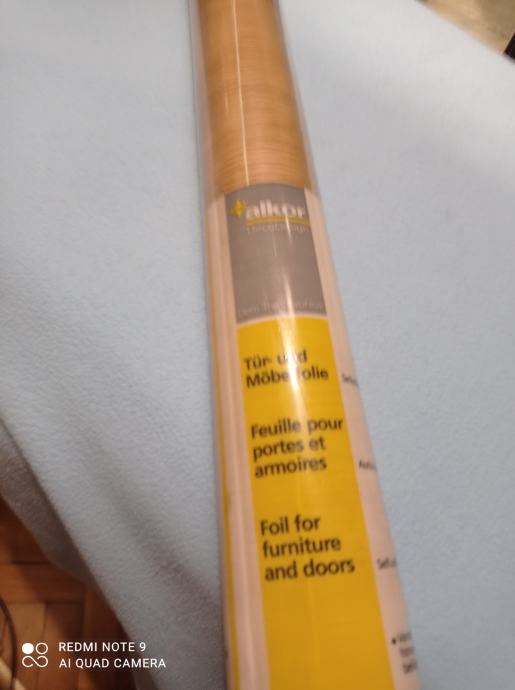 alkor
Tür- und
Möbelfolie
Feuille pour
portes et
armoires
Foil for
furniture
and doors
REDMI NOTE 9
AI QUAD CAMERA